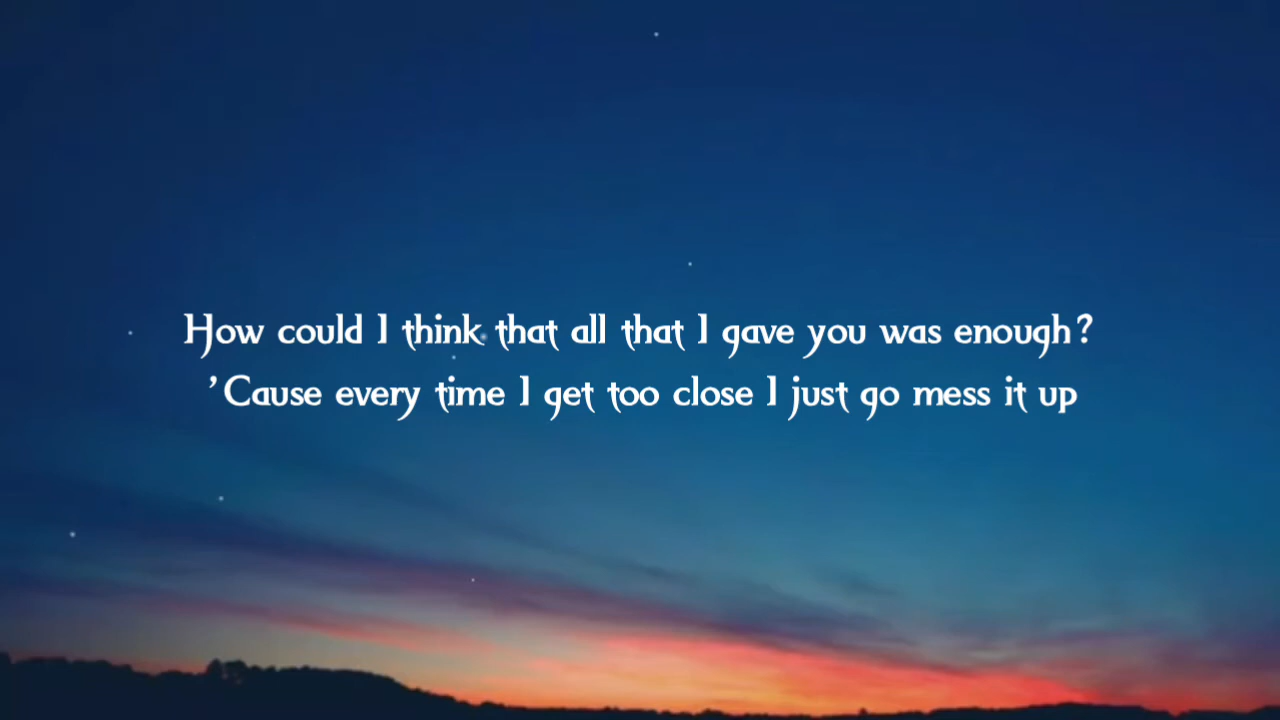 How could I think that all that I gave you was enough?
'Cause every time I get too close I just go mess it up